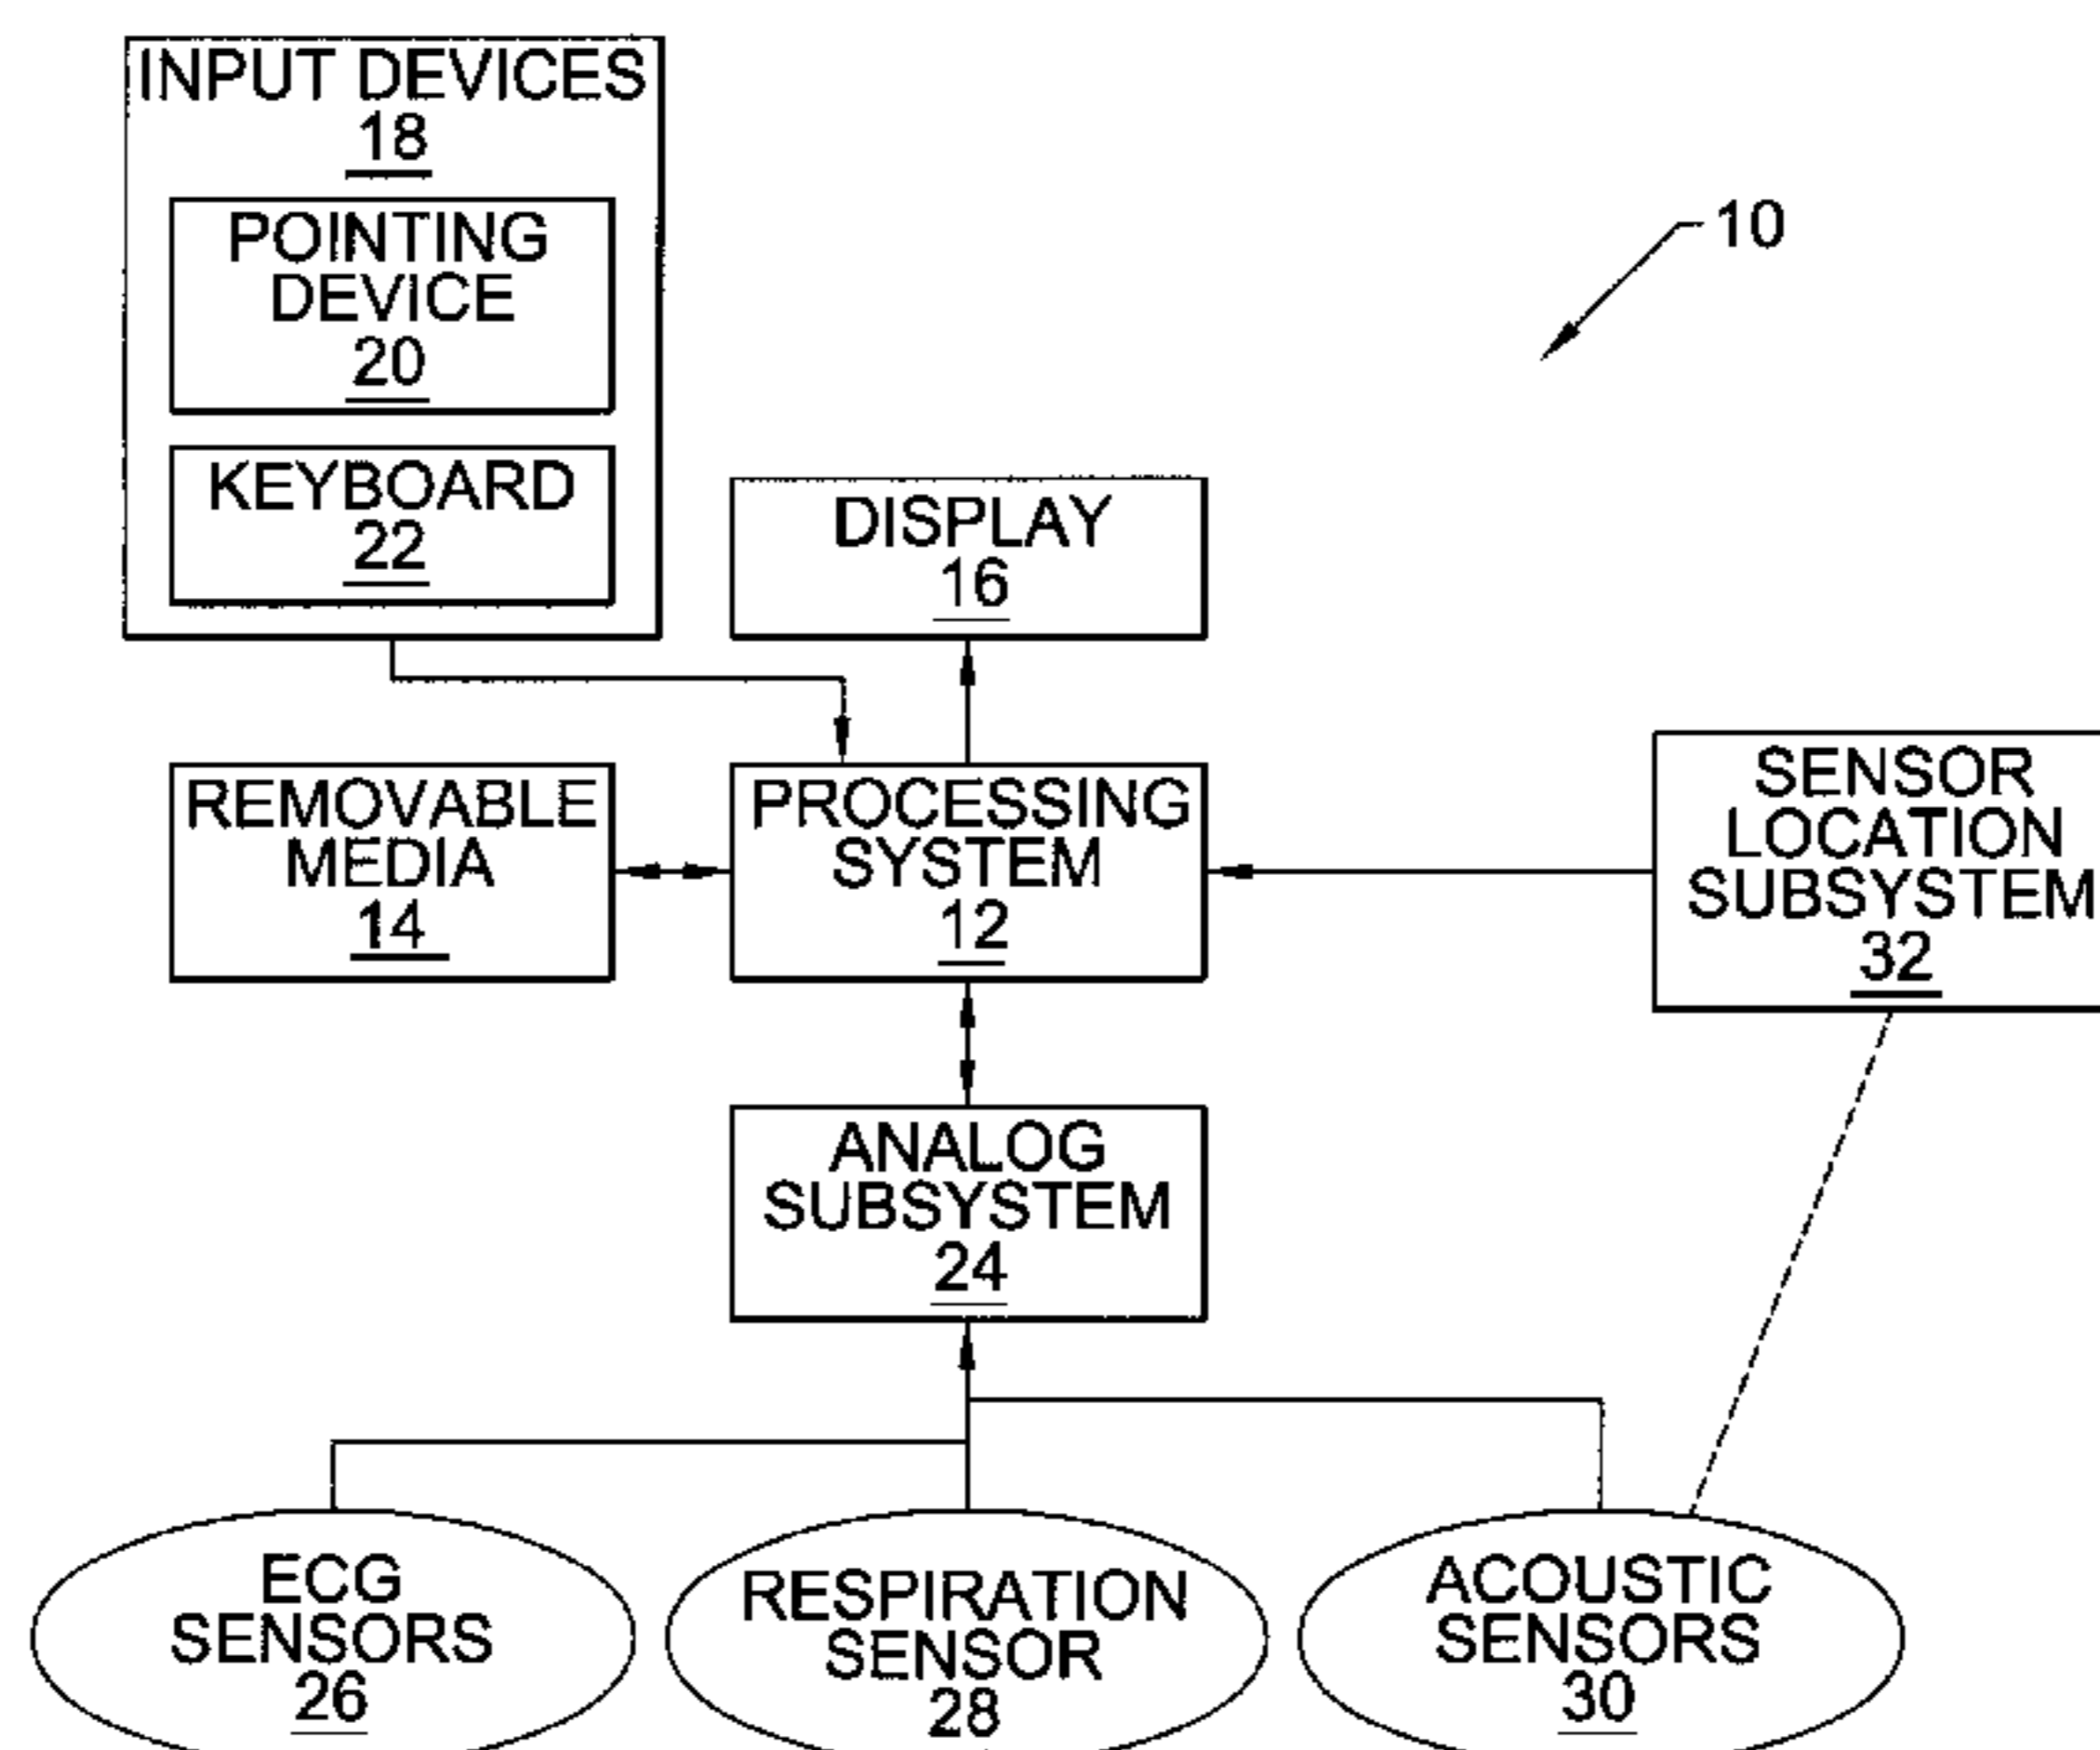 INPUT DEVICES
18
POINTING
DEVICE
20
KEYBOARD
22
10
DISPLAY
16
REMOVABLE
MEDIA
14
PROCESSING
SYSTEM
12
SENSOR
LOCATION
SUBSYSTEM
32
ANALOG
SUBSYSTEM
24
ECG
SENSORS
26
RESPIRATION
SENSOR
28
ACOUSTIC
SENSORS
30